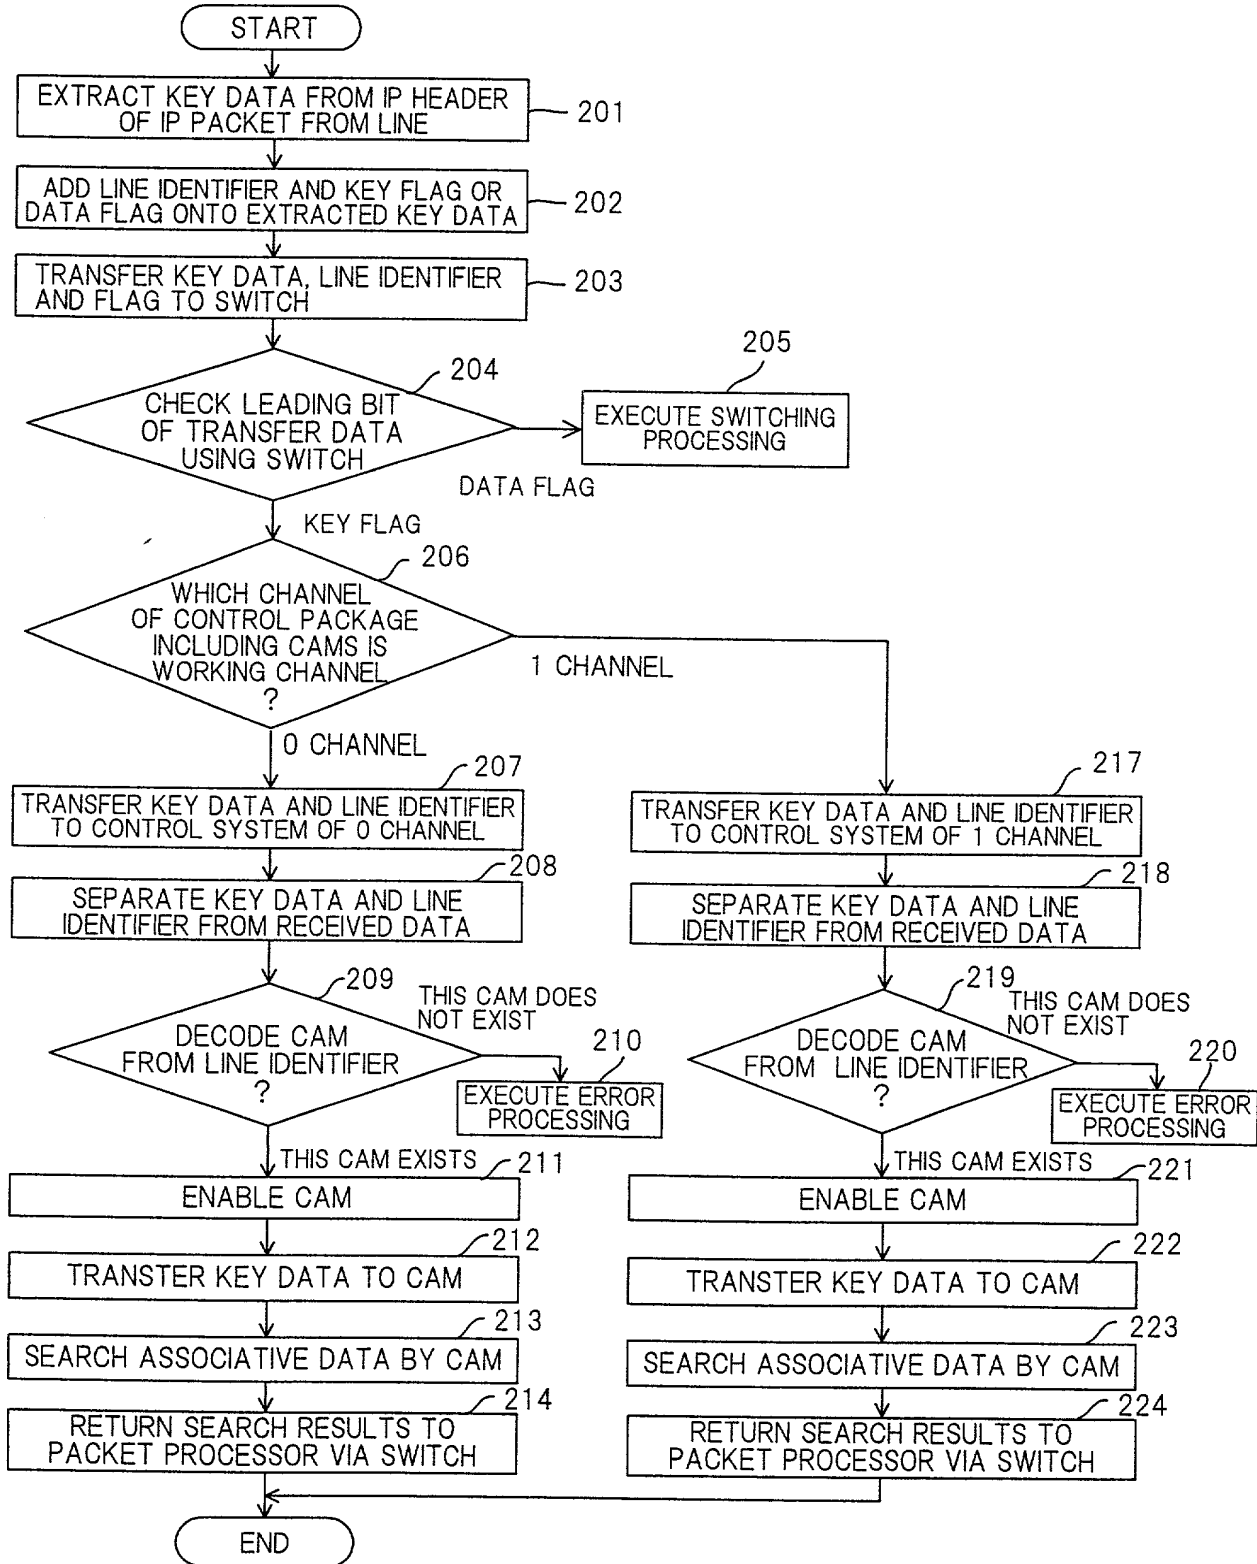 START
EXTRACT KEY DATA FROM IP HEADER
OF IP PACKET FROM LINE
201
ADD LINE IDENTIFIER AND KEY FLAG OR
DATA FLAG ONTO EXTRACTED KEY DATA
202
TRANSFER KEY DATA, LINE IDENTIFIER
AND FLAG TO SWITCH
203
204
CHECK LEADING BIT
OF TRANSFER DATA
USING SWITCH
205
EXECUTE SWITCHING
PROCESSING
DATA FLAG
KEY FLAG
206
WHICH CHANNEL
OF CONTROL PACKAGE
INCLUDING CAMS IS
WORKING CHANNEL
?
1 CHANNEL
0 CHANNEL
207
TRANSFER KEY DATA AND LINE IDENTIFIER
TO CONTROL SYSTEM OF 0 CHANNEL
208
SEPARATE KEY DATA AND LINE
IDENTIFIER FROM RECEIVED DATA
209
DECODE CAM
FROM LINE IDENTIFIER
?
THIS CAM DOES
NOT EXIST
210
EXECUTE ERROR
PROCESSING
THIS CAM EXISTS
211
ENABLE CAM
212
TRANSTER KEY DATA TO CAM
213
SEARCH ASSOCIATIVE DATA BY CAM
214
RETURN SEARCH RESULTS TO
PACKET PROCESSOR VIA SWITCH
217
TRANSFER KEY DATA AND LINE IDENTIFIER
TO CONTROL SYSTEM OF 1 CHANNEL
218
SEPARATE KEY DATA AND LINE
IDENTIFIER FROM RECEIVED DATA
219
DECODE CAM
FROM LINE IDENTIFIER
?
THIS CAM DOES
NOT EXIST
220
EXECUTE ERROR
PROCESSING
THIS CAM EXISTS
221
ENABLE CAM
222
TRANSTER KEY DATA TO CAM
223
SEARCH ASSOCIATIVE DATA BY CAM
224
RETURN SEARCH RESULTS TO
PACKET PROCESSOR VIA SWITCH
END